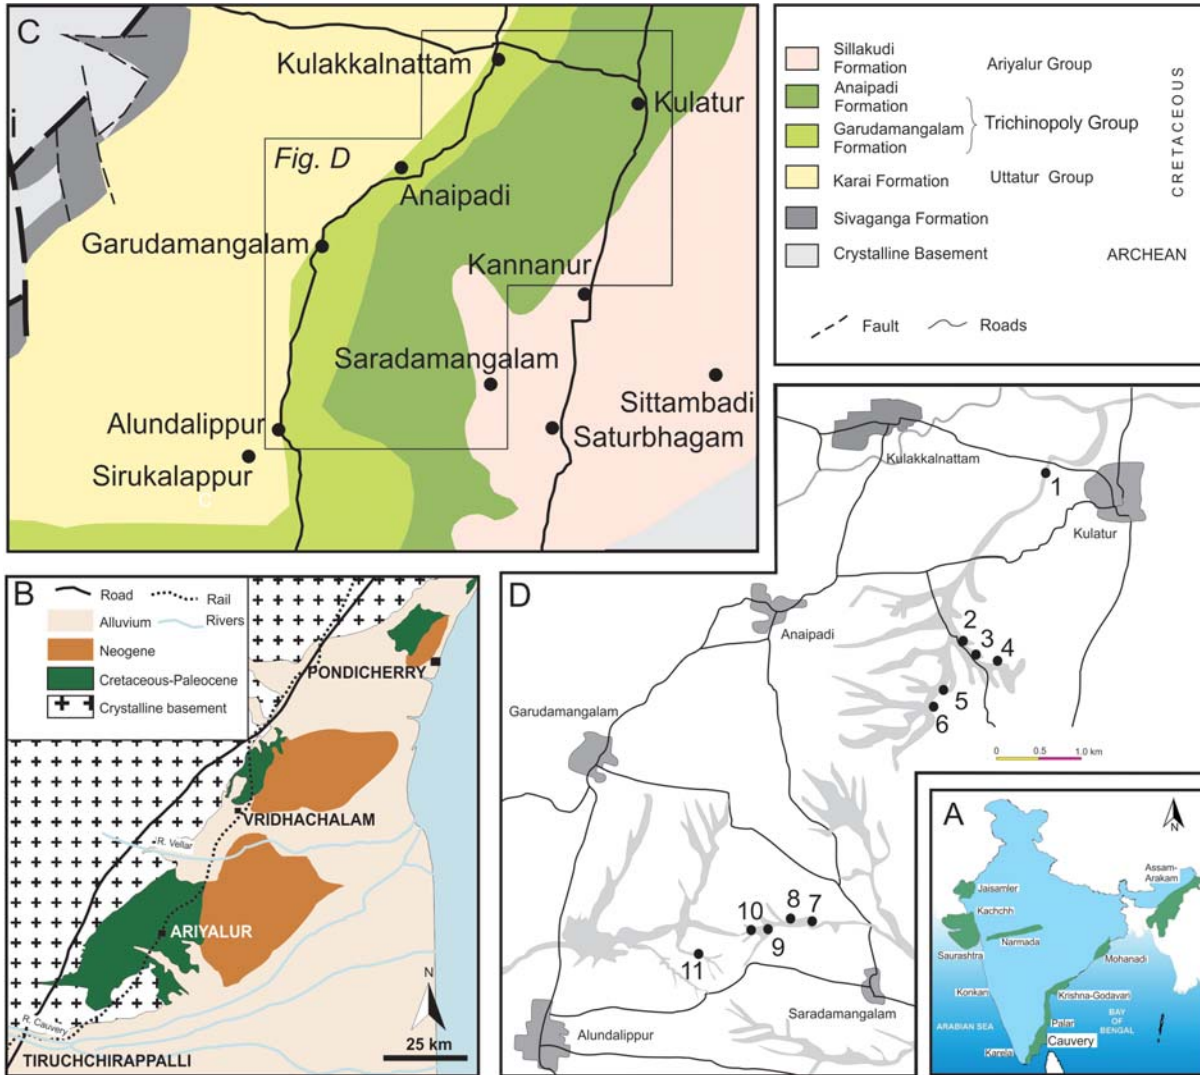 C
Kulakkalnattam
Kulatur
Fig. D
Anaipadi
Garudamangalam
Kannanur
Saradamangalam
Sittambadi
Alundalippur
Saturbhagam
Sirukalappur
i
C
Sillakudi
Formation
Ariyalur Group
Anaipadi
Formation
Garudamangalam
Formation
Trichinopoly Group
Karai Formation
Uttatur Group
Sivaganga Formation
CRETACEOUS
Crystalline Basement
ARCHEAN
Fault
Roads
B
Road
Rail
Alluvium
Rivers
Neogene
Cretaceous-Paleocene
Crystalline basement
PONDICHERRY
VRIDHACHALAM
R. Vellar
ARIYALUR
N
R. Cauvery
TIRUCHCHIRAPPALLI
25 km
D
Kulakkalnattam
1
Kulatur
Anaipadi
2
3
4
5
6
Garudamangalam
0 0.5 1.0 km
8 7
10
9
11
Saradamangalam
Alundalippur
A
N
Assam-
Arakam
Jaisamler
Kachchh
Narmada
Saurashtra
Mohanadi
Konkan
Krishna-Godavari
ARABIAN SEA
Palar
BAY
OF
BENGAL
Cauvery
Karela